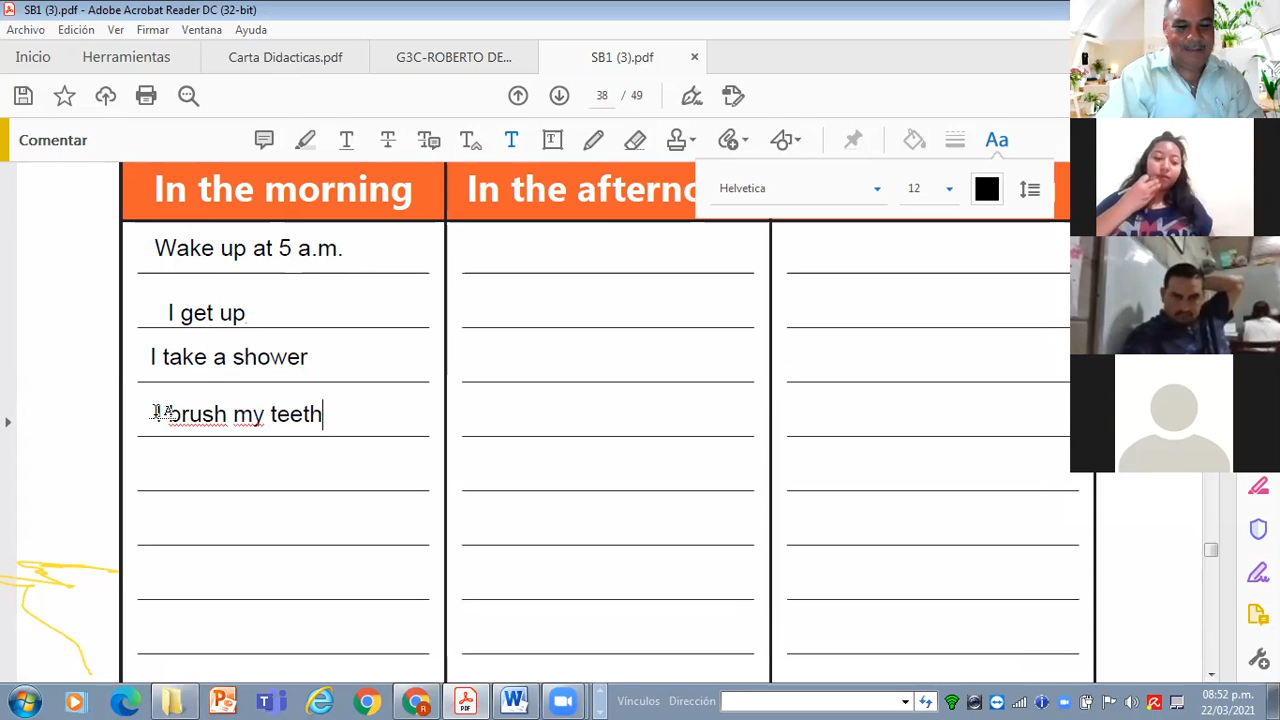 SB1 (3).pdf - Adobe Acrobat Reader DC (32-bit)
Archivo Edición Ver Firmar Ventana Ayuda
Inicio Herramientas Carta Didacticas.pdf G3C-ROBERTO DE... SB1 (3).pdf ×
38 / 49
Comentar
Aa
Helvetica 12
In the morning
In the afterno
Wake up at 5 a.m.
I get up
I take a shower
I brush my teeth
Vínculos Dirección
08:52 p.m.
22/03/2021